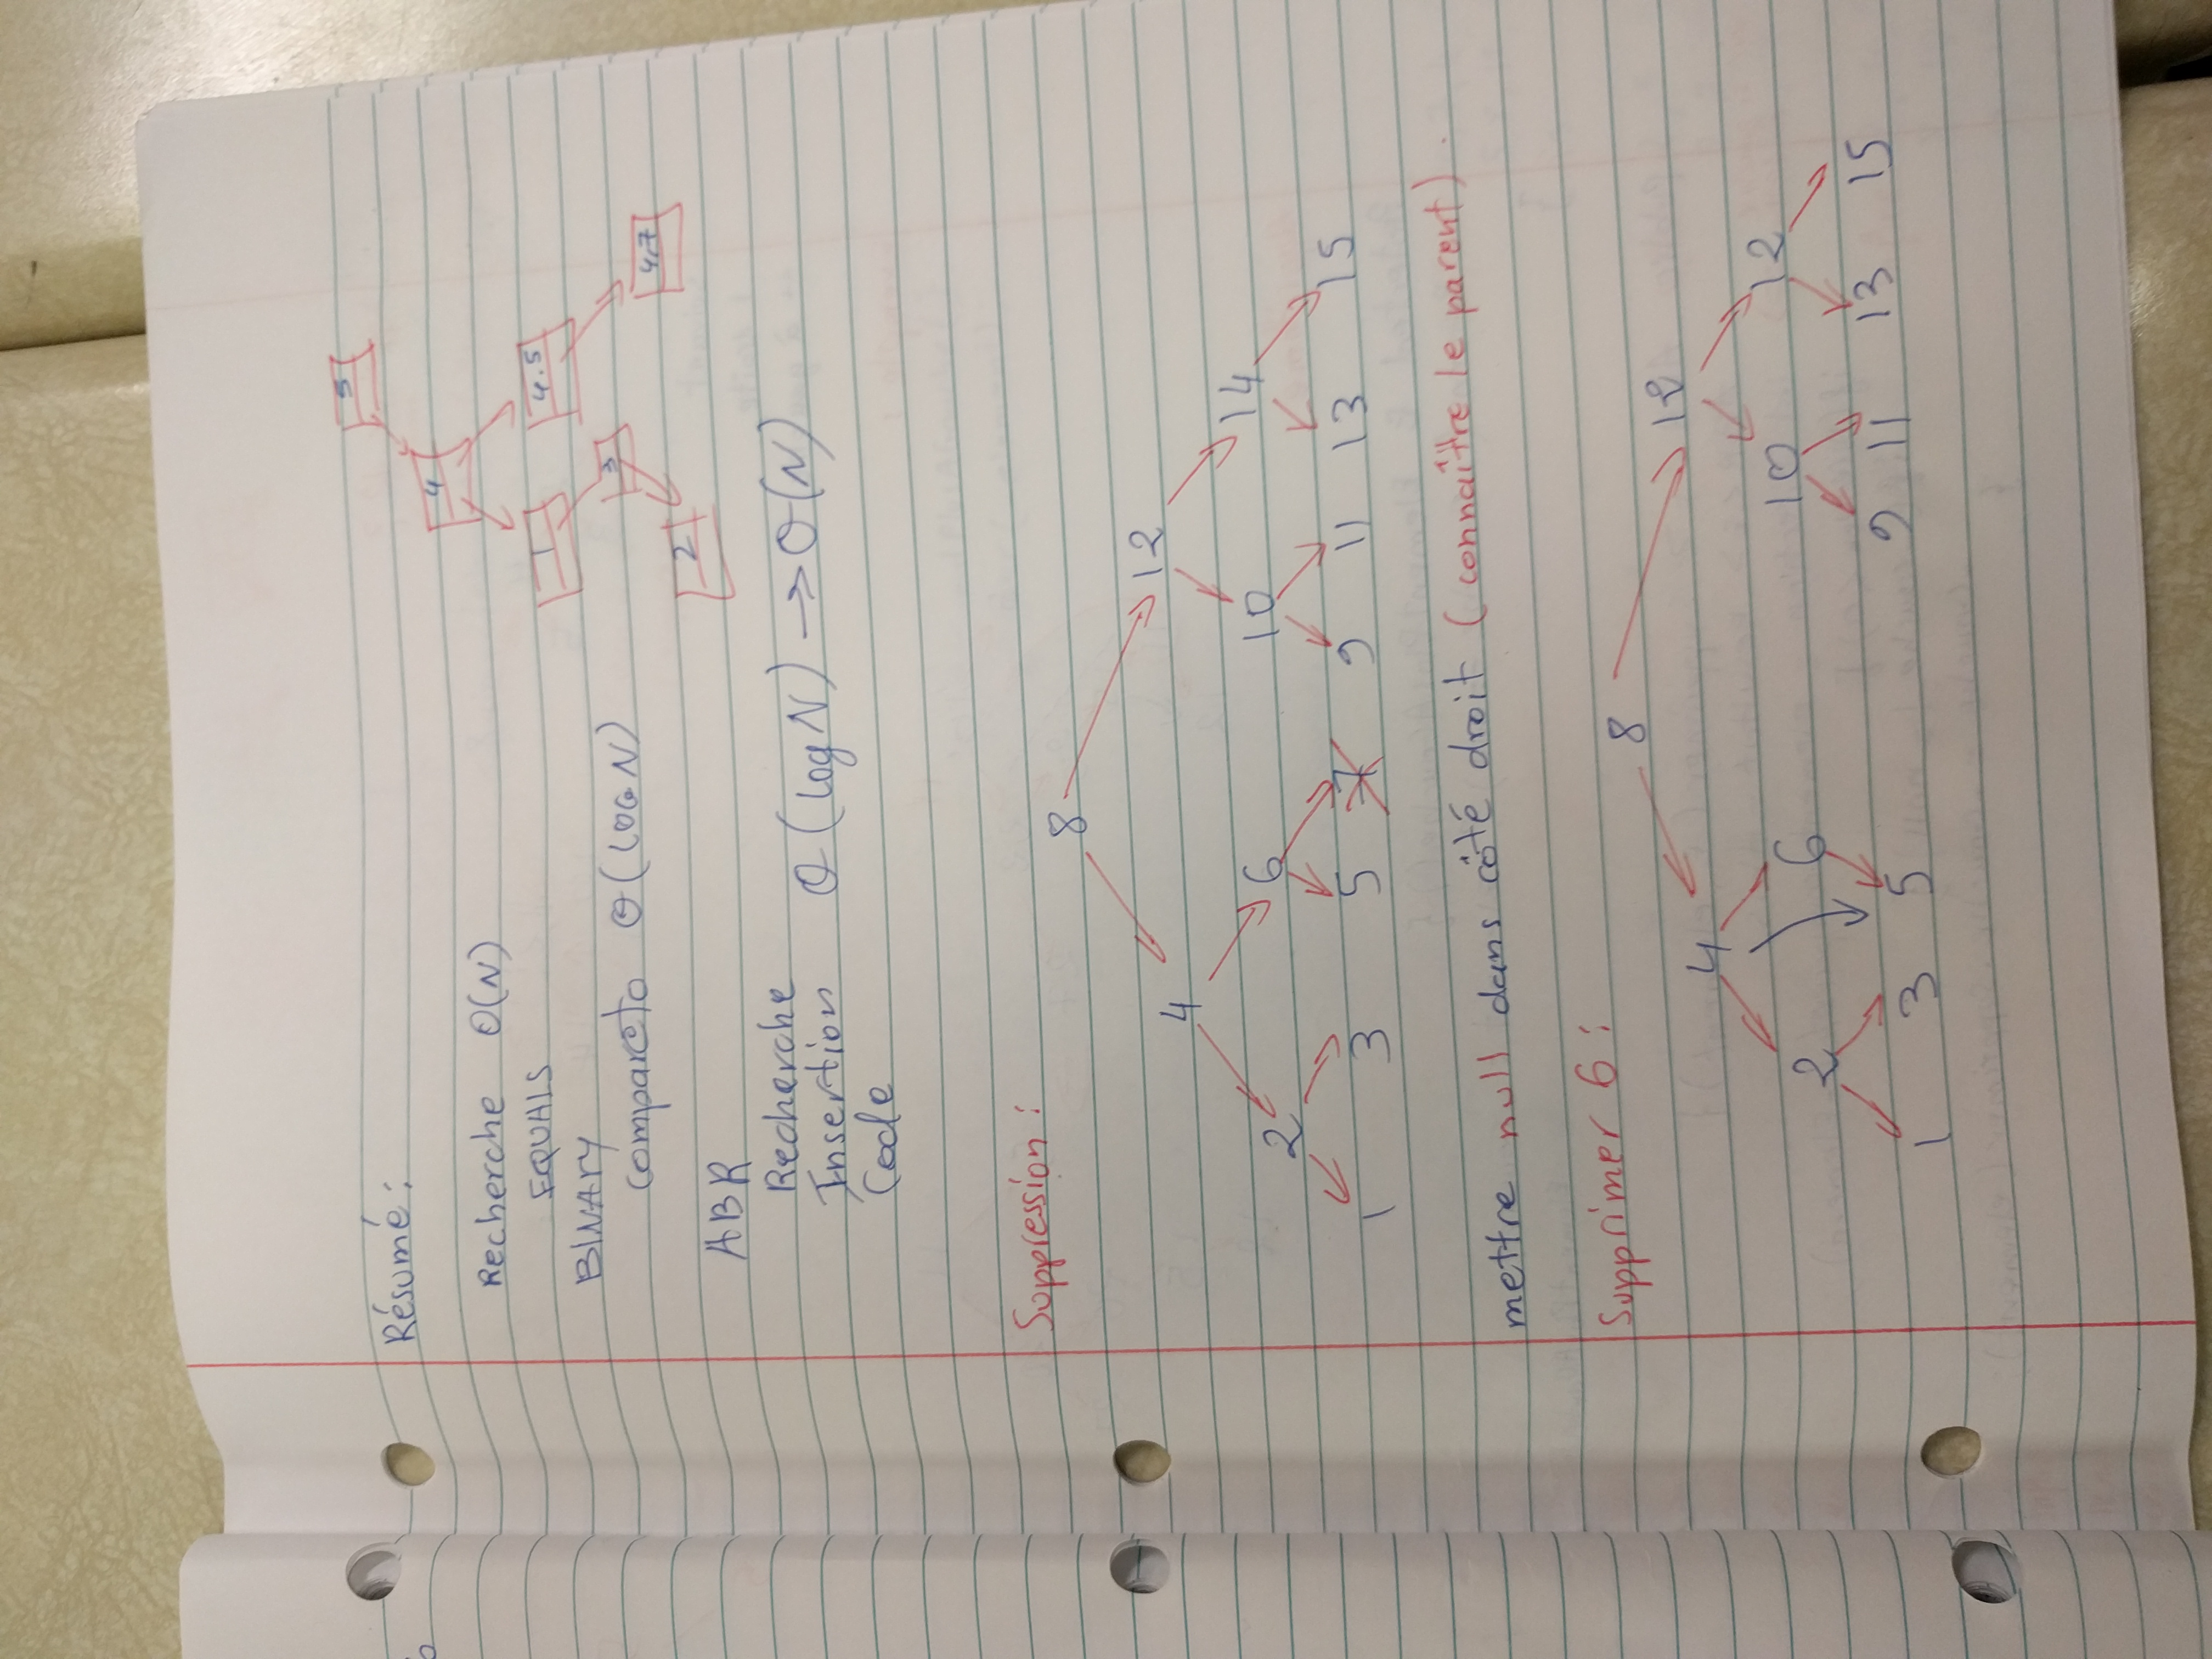 Résumé :
5
4
Recherche O(N)
EQUALS
1 4.5
BINARY
compareto O(LOG N)
3
4,7
2
ABR
Recherche
Insertion O(log N) → O(N)
Code
Suppression :
8
4 12
2 6 10 14
1 3 5 7 9 11 13 15
mettre null dans côté droit (connaître le parent).
Supprimer 6 :
8
4 12
2 6 10 12
1 3 5 9 11 13 15